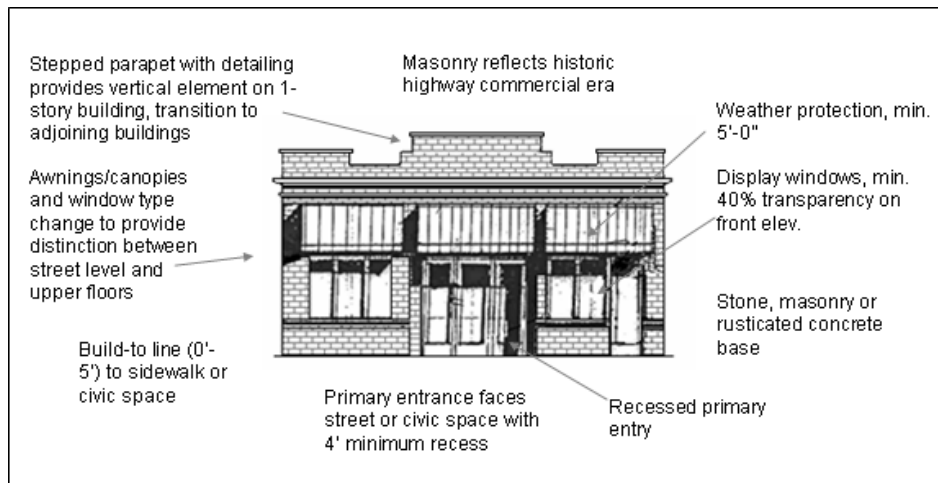 Stepped parapet with detailing
provides vertical element on 1-
story building, transition to
adjoining buildings
Masonry reflects historic
highway commercial era
Weather protection, min.
5'-0"
Awnings/canopies
and window type
change to provide
distinction between
street level and
upper floors
Display windows, min.
40% transparency on
front elev.
Stone, masonry or
rusticated concrete
base
Build-to line (0'-
5') to sidewalk or
civic space
Primary entrance faces
street or civic space with
4' minimum recess
Recessed primary
entry